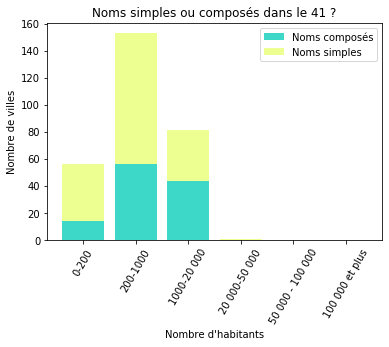 Noms simples ou composés dans le 41 ?
Noms composés
Noms simples
Nombre de villes
160
140
120
100
80
60
40
20
0
0-200
200-1000
1000-20 000
20 000-50 000
50 000 - 100 000
100 000 et plus
Nombre d'habitants